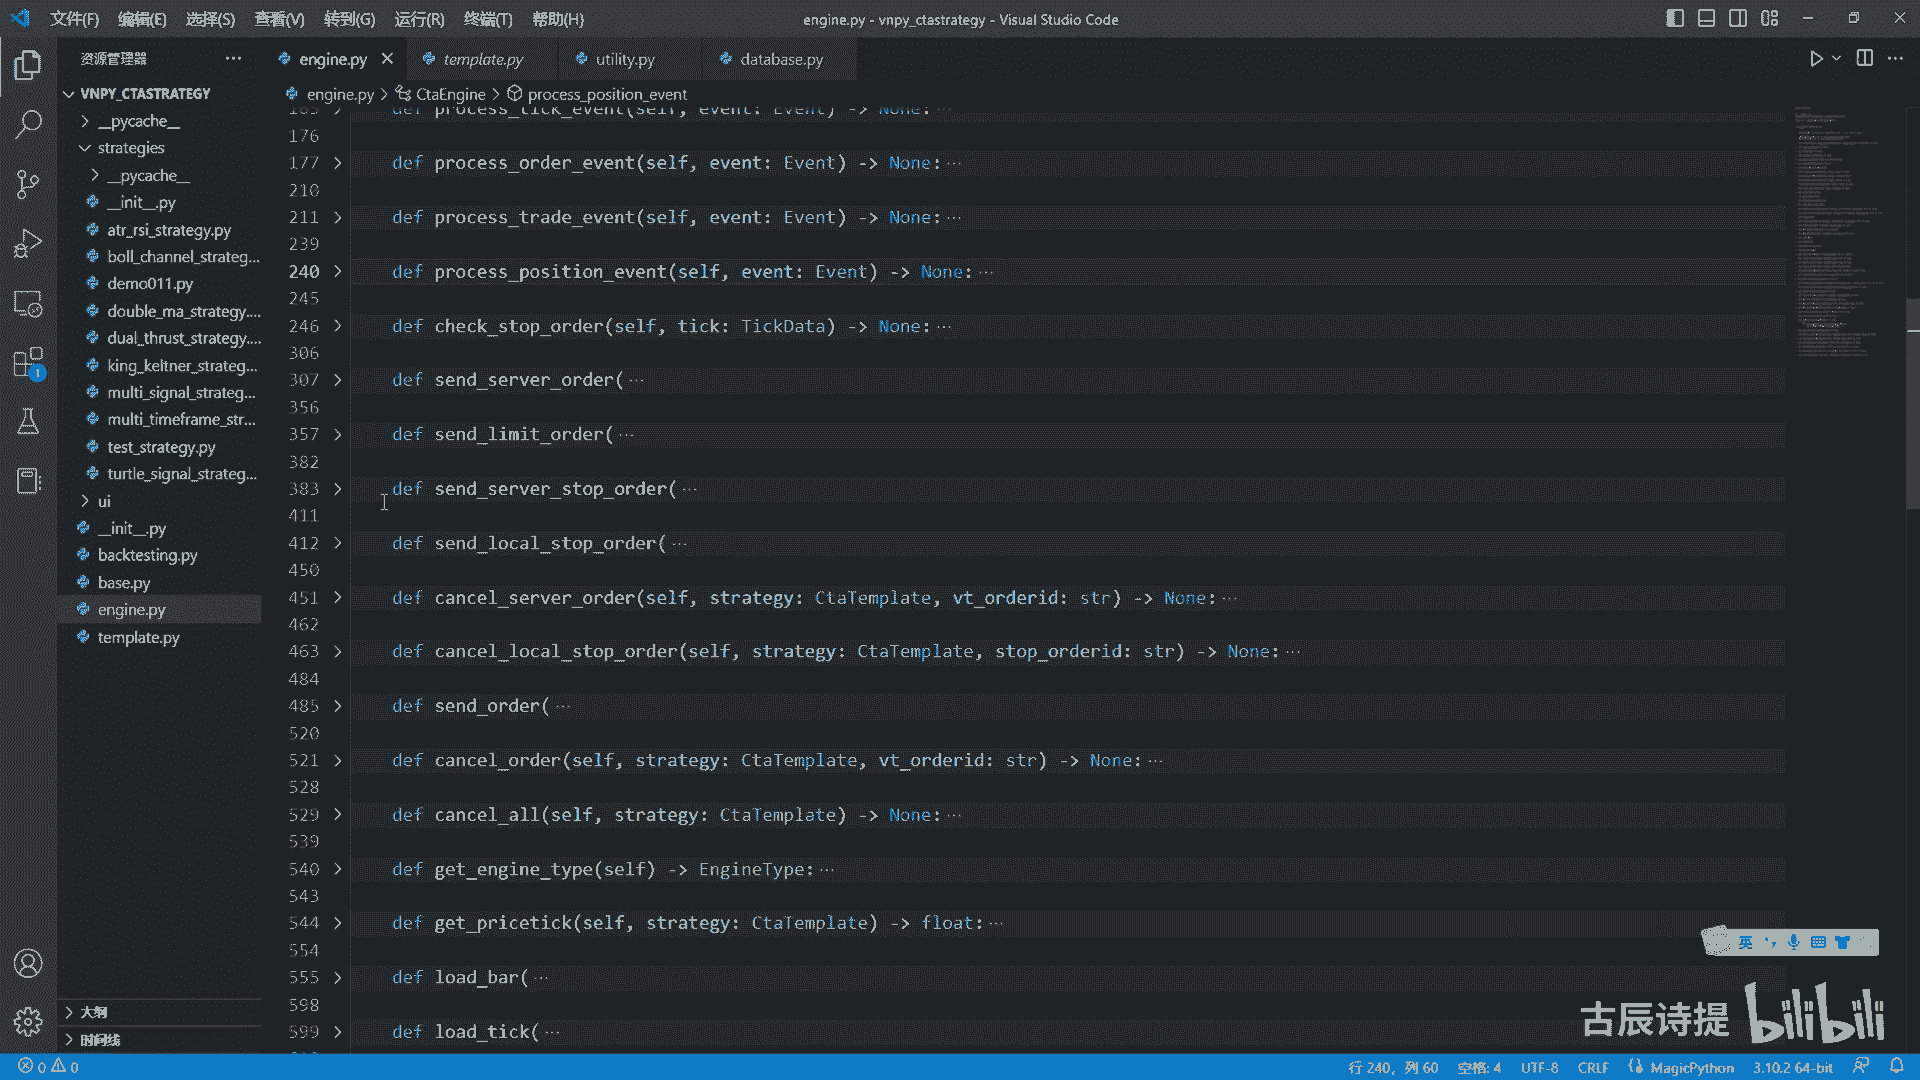 文件(F) 编辑(E) 选择(S) 查看(V) 转到(G) 运行(R) 终端(T) 帮助(H)
engine.py - vnpy_ctastrategy - Visual Studio Code
资源管理器
engine.py
template.py
utility.py
database.py
VNPY_CTASTRATEGY
engine.py > CtaEngine > process_position_event
__pycache__
strategies
__pycache__
__init__.py
atr_rsi_strategy.py
boll_channel_strateg...
demo011.py
double_ma_strategy....
dual_thrust_strategy....
king_keltner_strateg...
multi_signal_strateg...
multi_timeframe_str...
test_strategy.py
turtle_signal_strateg...
ui
__init__.py
backtesting.py
base.py
engine.py
template.py
大纲
时间线
1
def process_tick_event(self, event: Event) -> None:···
176
177 def process_order_event(self, event: Event) -> None:···
210
211 def process_trade_event(self, event: Event) -> None:···
239
240 def process_position_event(self, event: Event) -> None:···
245
246 def check_stop_order(self, tick: TickData) -> None:···
306
307 def send_server_order(···
356
357 def send_limit_order(···
382
383 def send_server_stop_order(···
411
412 def send_local_stop_order(···
450
451 def cancel_server_order(self, strategy: CtaTemplate, vt_orderid: str) -> None:···
462
463 def cancel_local_stop_order(self, strategy: CtaTemplate, stop_orderid: str) -> None:···
484
485 def send_order(···
520
521 def cancel_order(self, strategy: CtaTemplate, vt_orderid: str) -> None:···
528
529 def cancel_all(self, strategy: CtaTemplate) -> None:···
539
540 def get_engine_type(self) -> EngineType:···
543
544 def get_pricetick(self, strategy: CtaTemplate) -> float:···
554
555 def load_bar(···
598
599 def load_tick(···
英
古辰诗提 bilibili
0 0
行 240，列 60 空格: 4 UTF-8 CRLF MagicPython 3.10.2 64-bit